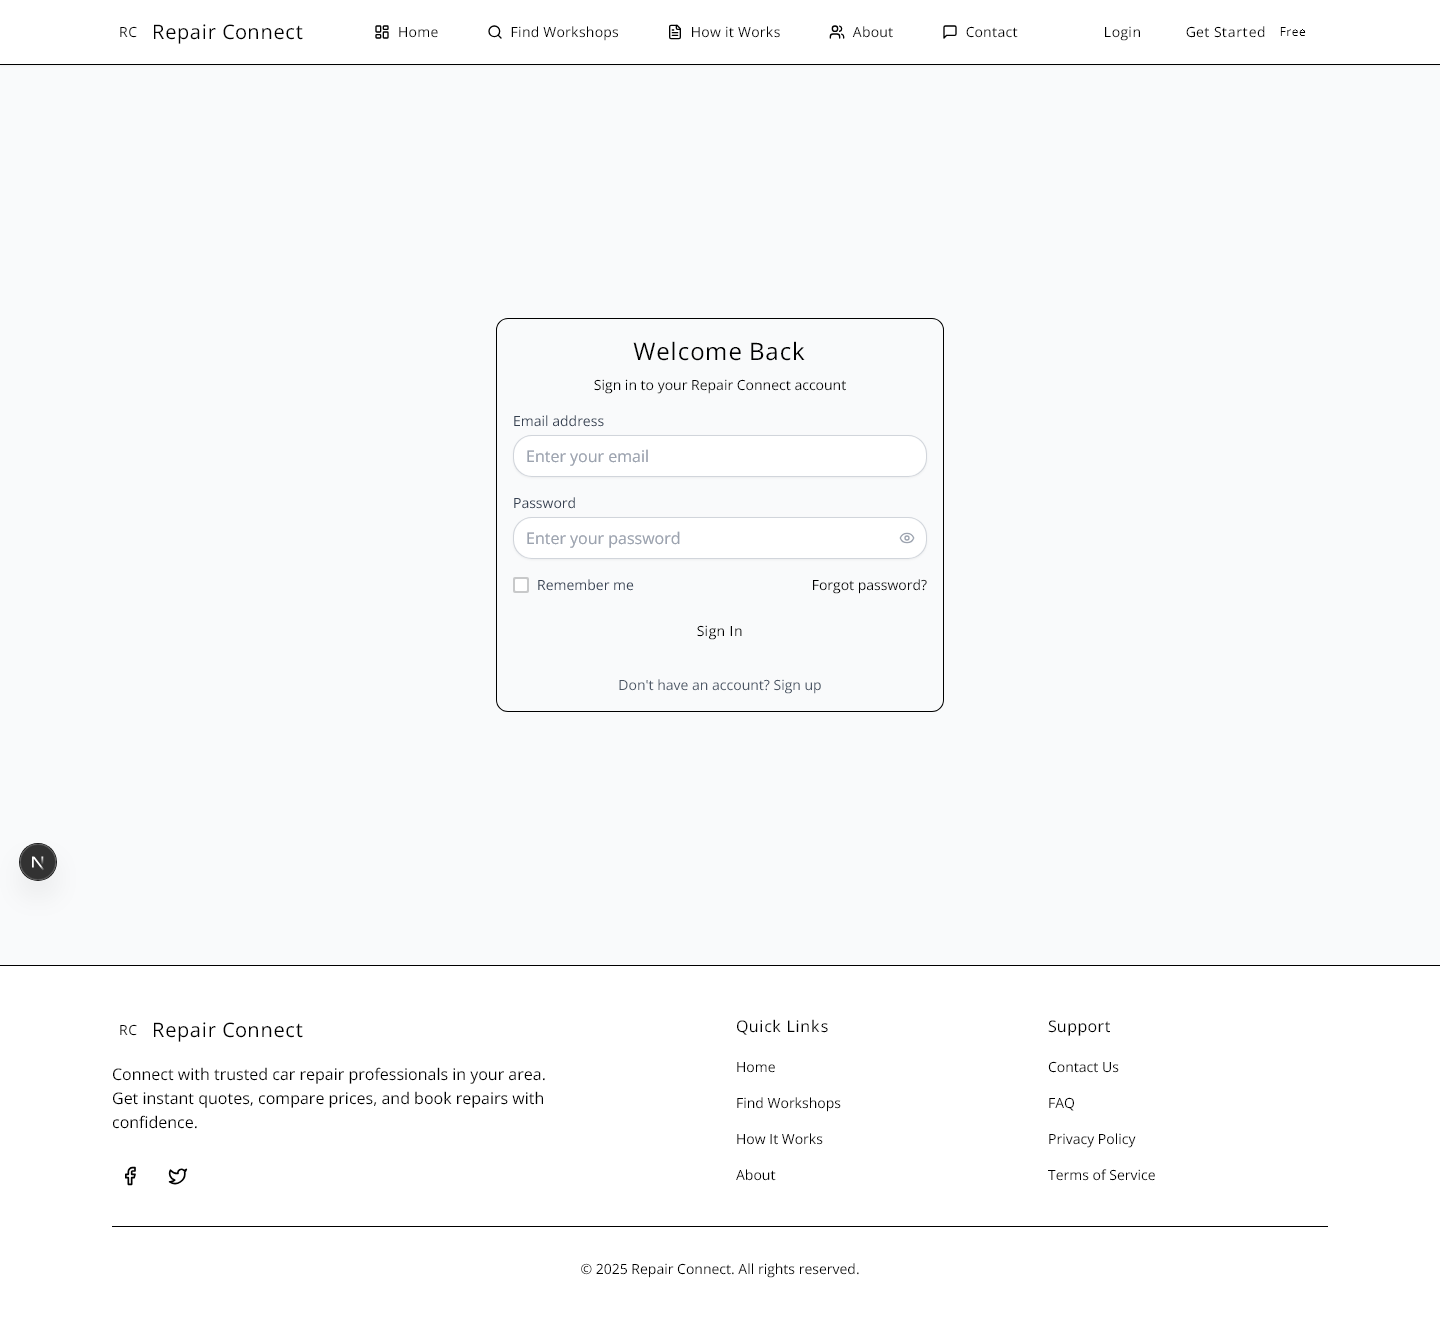 RC Repair Connect
Home
Find Workshops
How it Works
About
Contact
Login
Get Started Free
Welcome Back
Sign in to your Repair Connect account
Email address
Enter your email
Password
Enter your password
Remember me
Forgot password?
Sign In
Don't have an account? Sign up
N
RC Repair Connect
Connect with trusted car repair professionals in your area.
Get instant quotes, compare prices, and book repairs with
confidence.
Quick Links
Home
Find Workshops
How It Works
About
Support
Contact Us
FAQ
Privacy Policy
Terms of Service
© 2025 Repair Connect. All rights reserved.